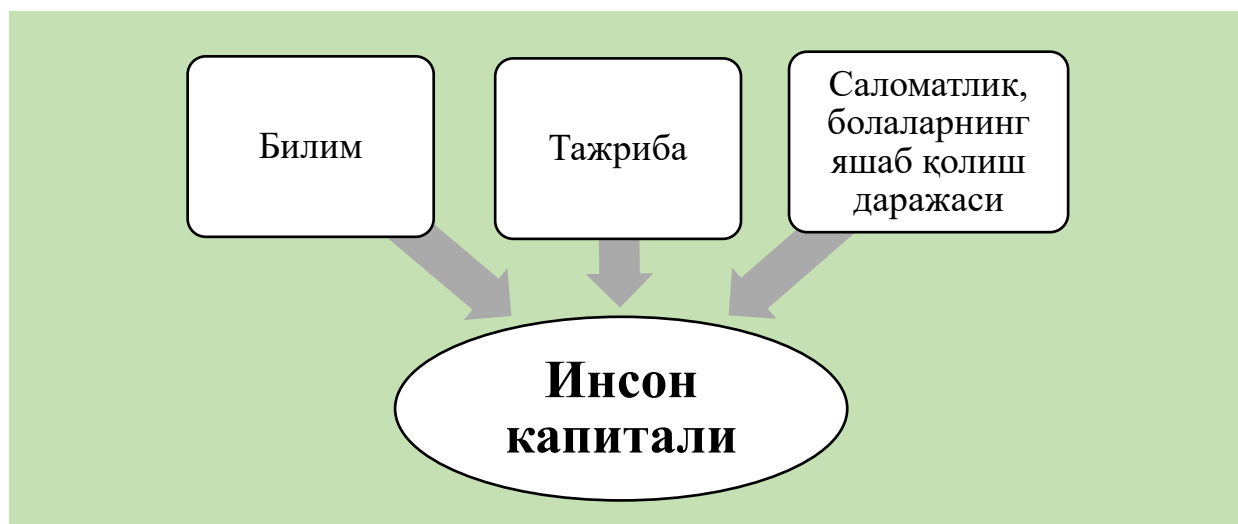 Билим
Тажриба
Саломатлик,
болаларнинг
яшаб қолиш
даражаси
Инсон
капитали